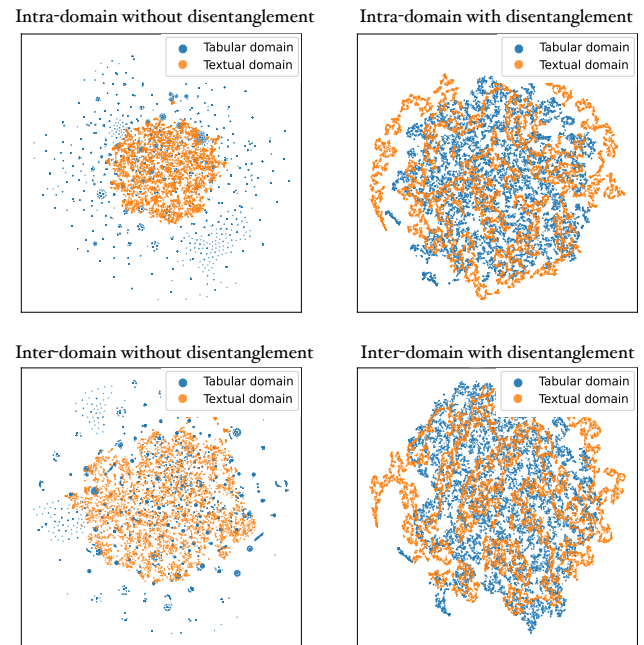 Intra-domain without disentanglement
Intra-domain with disentanglement
Tabular domain
Textual domain
Tabular domain
Textual domain
Inter-domain without disentanglement
Inter-domain with disentanglement
Tabular domain
Textual domain
Tabular domain
Textual domain